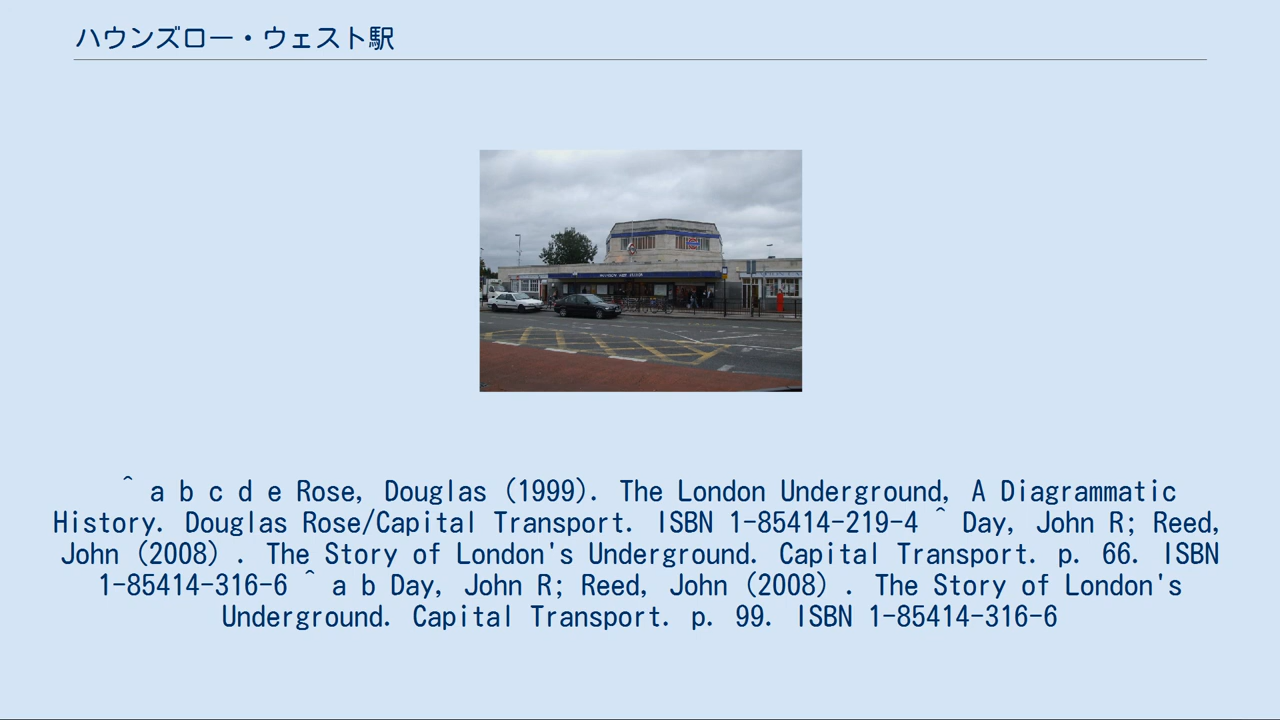 ハウンズロー・ウェスト駅
^ a b c d e Rose, Douglas (1999). The London Underground, A Diagrammatic
History. Douglas Rose/Capital Transport. ISBN 1-85414-219-4 ^ Day, John R; Reed,
John (2008) . The Story of London's Underground. Capital Transport. p. 66. ISBN
1-85414-316-6 ^ a b Day, John R; Reed, John (2008) . The Story of London's
Underground. Capital Transport. p. 99. ISBN 1-85414-316-6